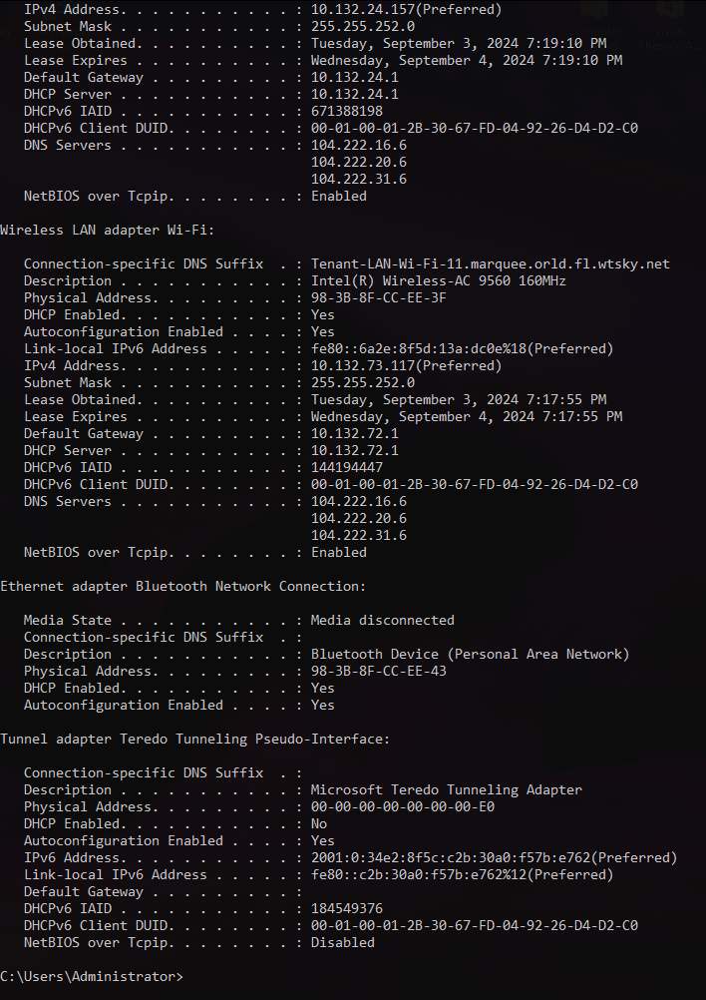 IPv4 Address. . . . . . . . . . . : 10.132.24.157(Preferred)
Subnet Mask . . . . . . . . . . . : 255.255.252.0
Lease Obtained. . . . . . . . . . : Tuesday, September 3, 2024 7:19:10 PM
Lease Expires . . . . . . . . . . : Wednesday, September 4, 2024 7:19:10 PM
Default Gateway . . . . . . . . . : 10.132.24.1
DHCP Server . . . . . . . . . . . : 10.132.24.1
DHCPv6 IAID . . . . . . . . . . . : 671388198
DHCPv6 Client DUID. . . . . . . . : 00-01-00-01-2B-30-67-FD-04-92-26-D4-D2-C0
DNS Servers . . . . . . . . . . . : 104.222.16.6
104.222.20.6
104.222.31.6
NetBIOS over Tcpip. . . . . . . . : Enabled
Wireless LAN adapter Wi-Fi:
Connection-specific DNS Suffix  . : Tenant-LAN-Wi-Fi-11.marquee.orld.fl.wtsky.net
Description . . . . . . . . . . . : Intel(R) Wireless-AC 9560 160MHz
Physical Address. . . . . . . . . : 98-3B-8F-CC-EE-3F
DHCP Enabled. . . . . . . . . . . : Yes
Autoconfiguration Enabled . . . . : Yes
Link-local IPv6 Address . . . . . : fe80::6a2e:8f5d:13a:dc0e%18(Preferred)
IPv4 Address. . . . . . . . . . . : 10.132.73.117(Preferred)
Subnet Mask . . . . . . . . . . . : 255.255.252.0
Lease Obtained. . . . . . . . . . : Tuesday, September 3, 2024 7:17:55 PM
Lease Expires . . . . . . . . . . : Wednesday, September 4, 2024 7:17:55 PM
Default Gateway . . . . . . . . . : 10.132.72.1
DHCP Server . . . . . . . . . . . : 10.132.72.1
DHCPv6 IAID . . . . . . . . . . . : 144194447
DHCPv6 Client DUID. . . . . . . . : 00-01-00-01-2B-30-67-FD-04-92-26-D4-D2-C0
DNS Servers . . . . . . . . . . . : 104.222.16.6
104.222.20.6
104.222.31.6
NetBIOS over Tcpip. . . . . . . . : Enabled
Ethernet adapter Bluetooth Network Connection:
Media State . . . . . . . . . . . : Media disconnected
Connection-specific DNS Suffix  . :
Description . . . . . . . . . . . : Bluetooth Device (Personal Area Network)
Physical Address. . . . . . . . . : 98-3B-8F-CC-EE-43
DHCP Enabled. . . . . . . . . . . : Yes
Autoconfiguration Enabled . . . . : Yes
Tunnel adapter Teredo Tunneling Pseudo-Interface:
Connection-specific DNS Suffix  . :
Description . . . . . . . . . . . : Microsoft Teredo Tunneling Adapter
Physical Address. . . . . . . . . : 00-00-00-00-00-00-00-E0
DHCP Enabled. . . . . . . . . . . : No
Autoconfiguration Enabled . . . . : Yes
IPv6 Address. . . . . . . . . . . : 2001:0:34e2:8f5c:c2b:30a0:f57b:e762(Preferred)
Link-local IPv6 Address . . . . . : fe80::c2b:30a0:f57b:e762%12(Preferred)
Default Gateway . . . . . . . . . :
DHCPv6 IAID . . . . . . . . . . . : 184549376
DHCPv6 Client DUID. . . . . . . . : 00-01-00-01-2B-30-67-FD-04-92-26-D4-D2-C0
NetBIOS over Tcpip. . . . . . . . : Disabled
C:\Users\Administrator>